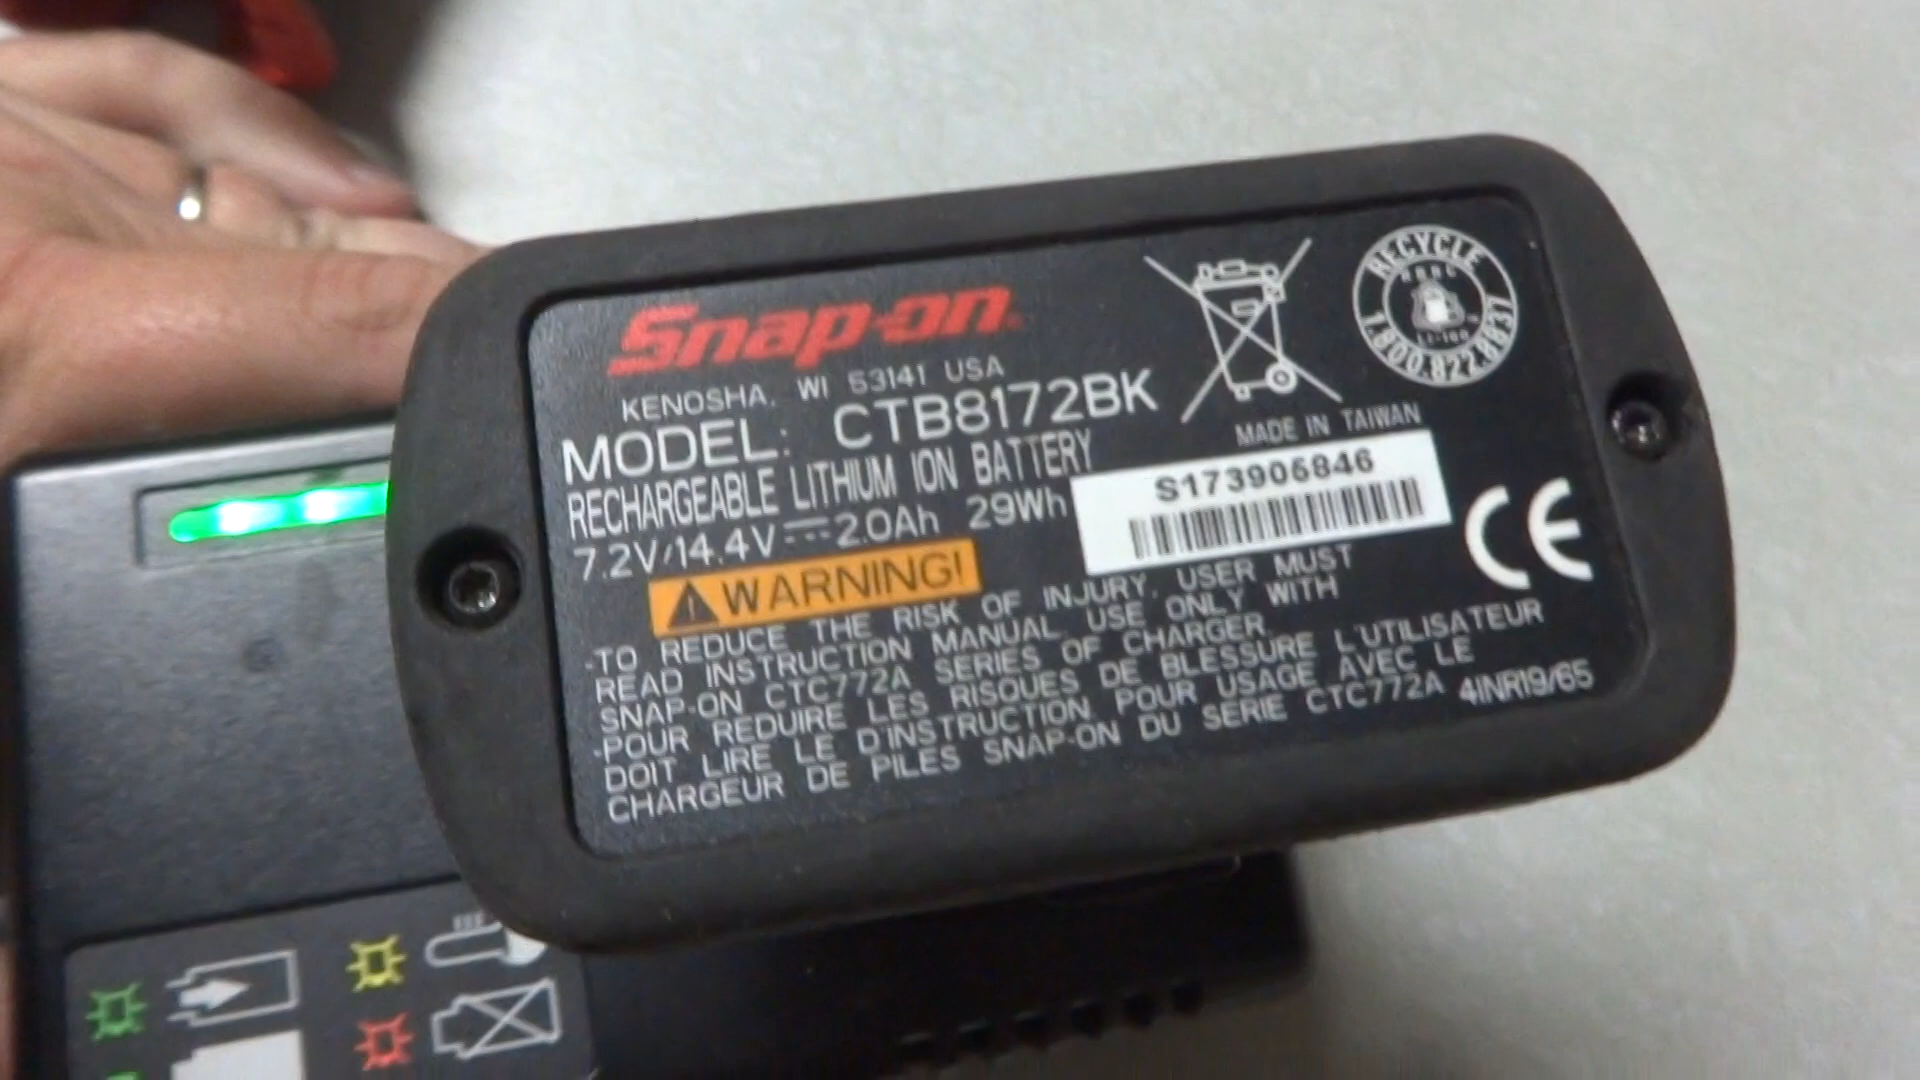 Snap-on
KENOSHA, WI 53141 USA
MODEL: CTB8172BK
RECHARGEABLE LITHIUM ION BATTERY
7.2V/14.4V 2.0Ah 29Wh
RECYCLE
RBRC
Li-Ion
1.800.822.8837
MADE IN TAIWAN
S173905846
CE
WARNING!
-TO REDUCE THE RISK OF INJURY, USER MUST
READ INSTRUCTION MANUAL. USE ONLY WITH
SNAP-ON CTC772A SERIES OF CHARGER.
-POUR REDUIRE LES RISQUES DE BLESSURE L'UTILISATEUR
DOIT LIRE LE D'INSTRUCTION POUR USAGE AVEC LE
CHARGEUR DE PILES SNAP-ON DU SERIE CTC772A
4INR19/65